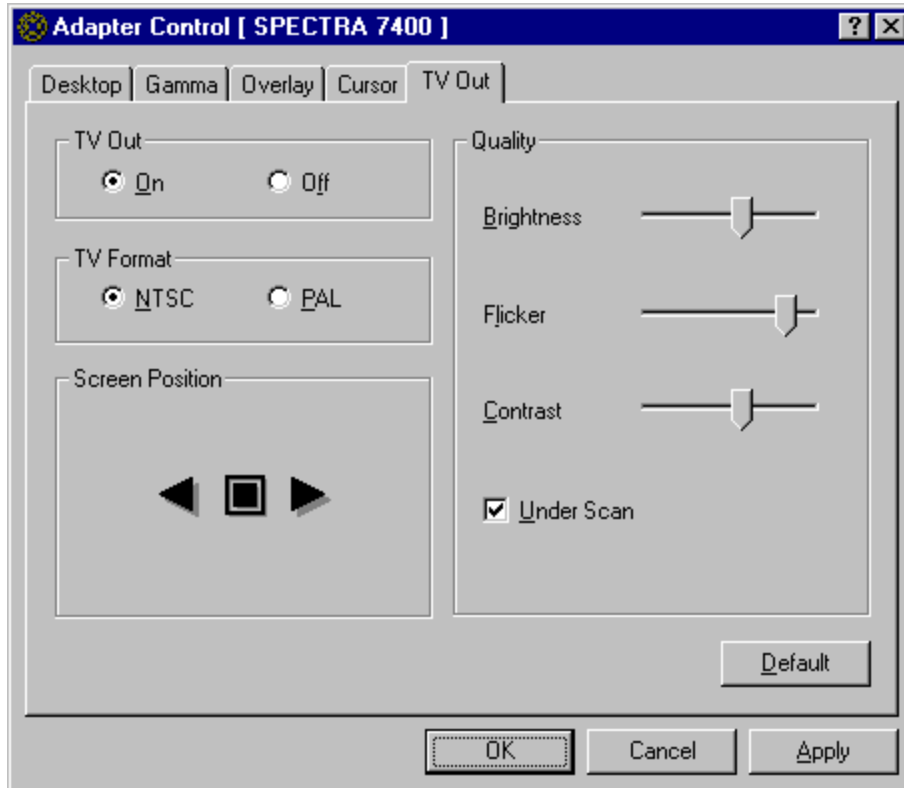 Adapter Control [ SPECTRA 7400 ]
Desktop Gamma Overlay Cursor TV Out
TV Out
On Off
TV Format
NTSC PAL
Screen Position
Quality
Brightness
Flicker
Contrast
Under Scan
Default
OK Cancel Apply